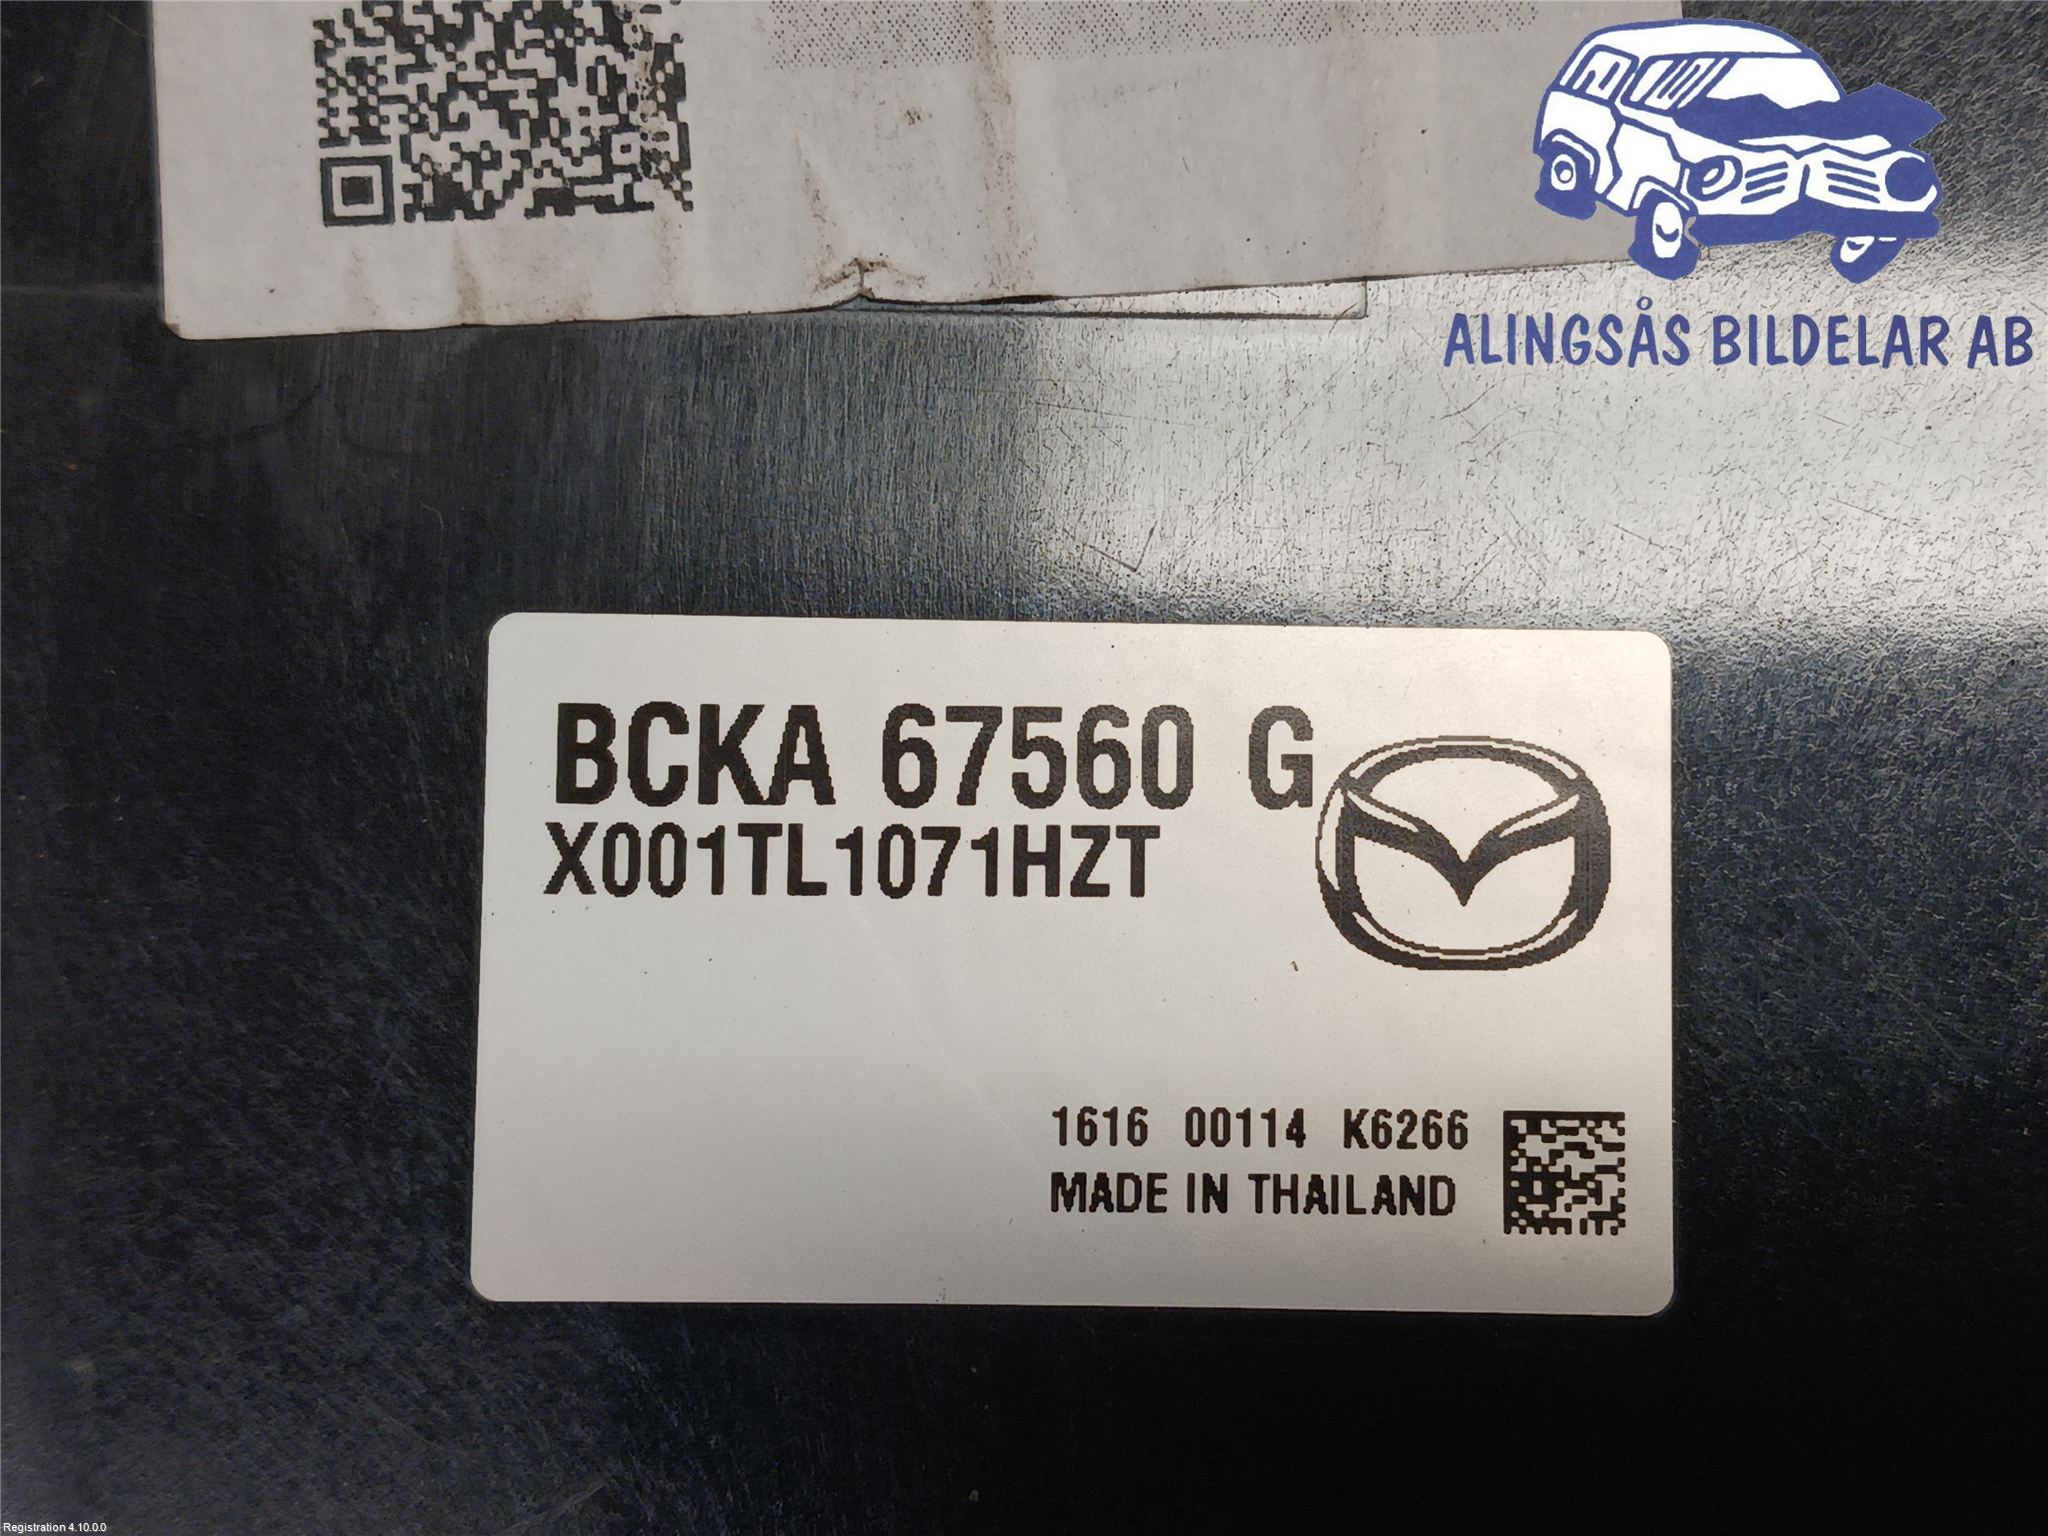 ALINGSÅS BILDELAR AB
BCKA 67560 G
X001TL1071HZT
1616 00114 K6266
MADE IN THAILAND
Registration 4.10.0.0